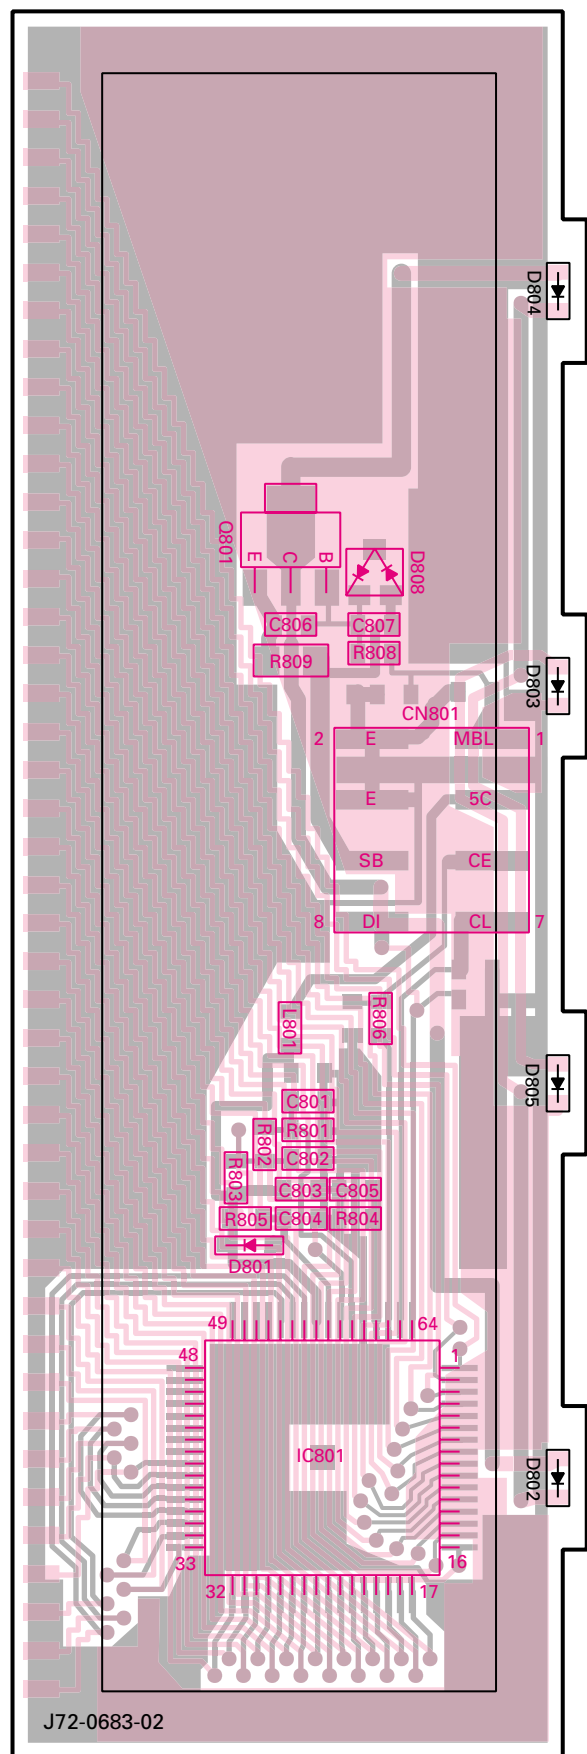 D804
Q801
E
C
B
D808
C806
C807
R809
R808
D803
CN801
2
E
MBL
1
E
5C
SB
CE
8
DI
CL
7
L801
R806
D805
C801
R801
R802
C802
R803
C803
C805
R805
C804
R804
D801
49
64
48
1
IC801
D802
33
16
32
17
J72-0683-02